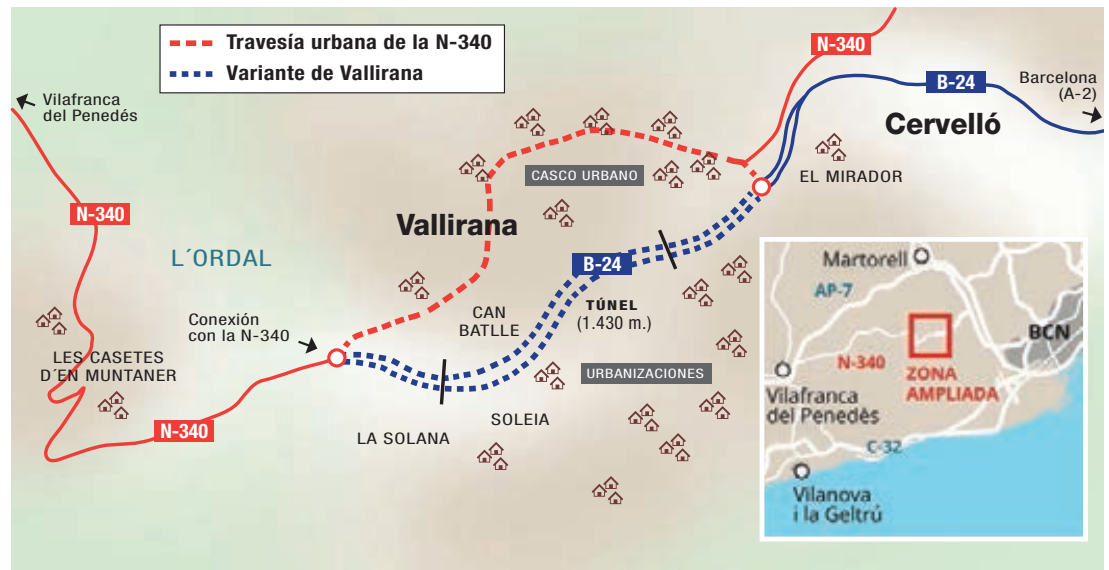 Travesía urbana de la N-340
Variante de Vallirana
N-340
B-24
Barcelona
(A-2)
Vilafranca
del Penedés
Cervelló
CASCO URBANO
EL MIRADOR
N-340
Vallirana
L´ORDAL
B-24
TÚNEL
(1.430 m.)
CAN
BATLLE
Conexión
con la N-340
LES CASETES
D'EN MUNTANER
URBANIZACIONES
SOLEIA
LA SOLANA
N-340
Martorell
AP-7
BCN
N-340
ZONA
AMPLIADA
Vilafranca
del Penedès
C-32
Vilanova
i la Geltrú